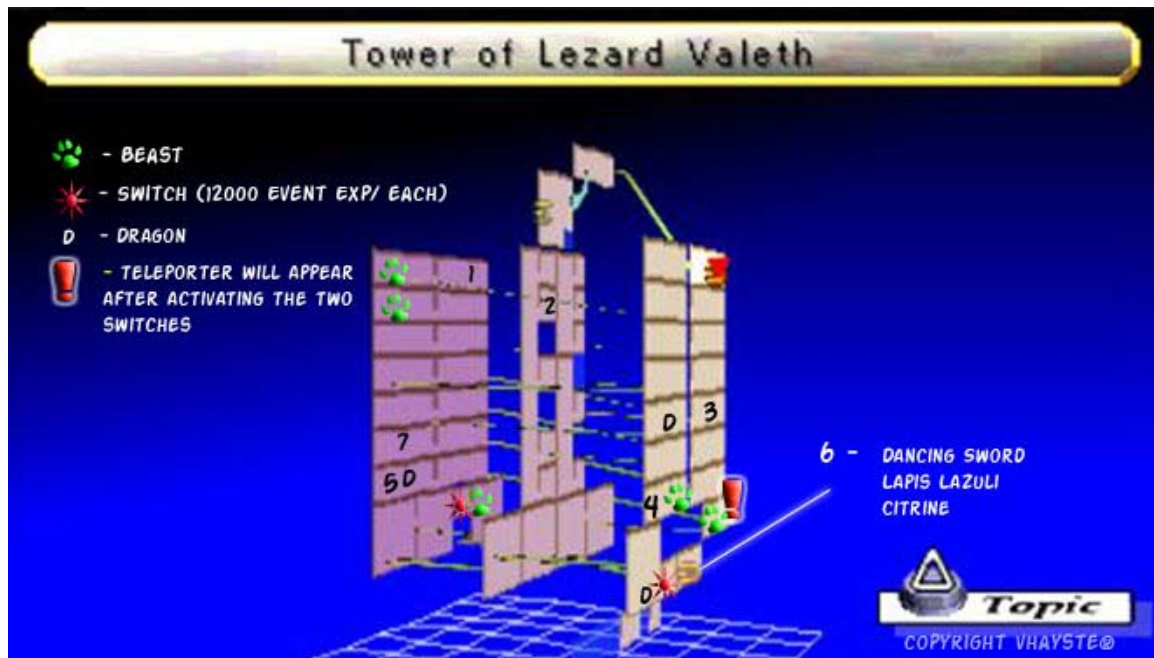 Tower of Lezard Valeth
- BEAST
- SWITCH (12000 EVENT EXP/ EACH)
D - DRAGON
- TELEPORTER WILL APPEAR
AFTER ACTIVATING THE TWO
SWITCHES
1
2
3
D
7
5D
4
6 - DANCING SWORD
LAPIS LAZULI
CITRINE
D
Topic
COPYRIGHT VHAYSTE®